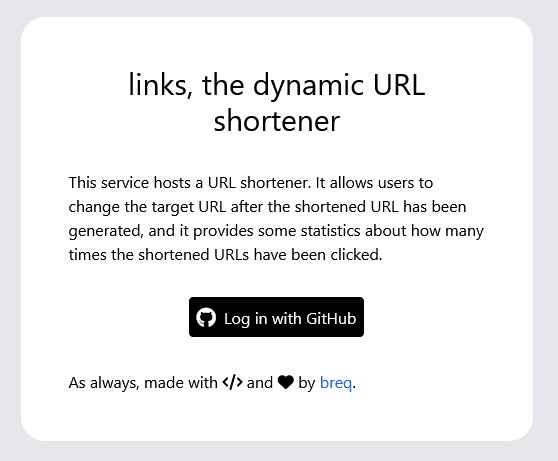 links, the dynamic URL
shortener
This service hosts a URL shortener. It allows users to
change the target URL after the shortened URL has been
generated, and it provides some statistics about how many
times the shortened URLs have been clicked.
Log in with GitHub
As always, made with </> and ♥ by breq.